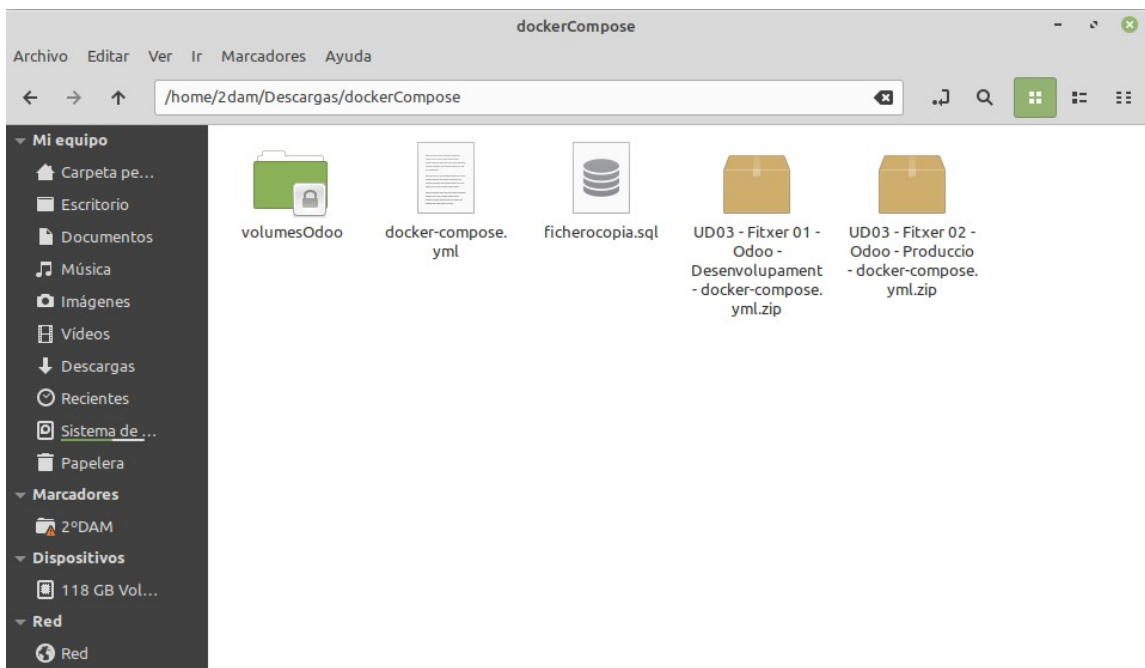 dockerCompose
Archivo Editar Ver Ir Marcadores Ayuda
/home/2dam/Descargas/dockerCompose
Mi equipo
Carpeta pe...
Escritorio
Documentos
Música
Imágenes
Vídeos
Descargas
Recientes
Sistema de ...
Papelera
Marcadores
2ºDAM
Dispositivos
118 GB Vol...
Red
Red
volumesOdoo
docker-compose.
yml
ficherocopia.sql
UD03 - Fitxer 01 -
Odoo -
Desenvolupament
- docker-compose.
yml.zip
UD03 - Fitxer 02 -
Odoo - Produccio
- docker-compose.
yml.zip